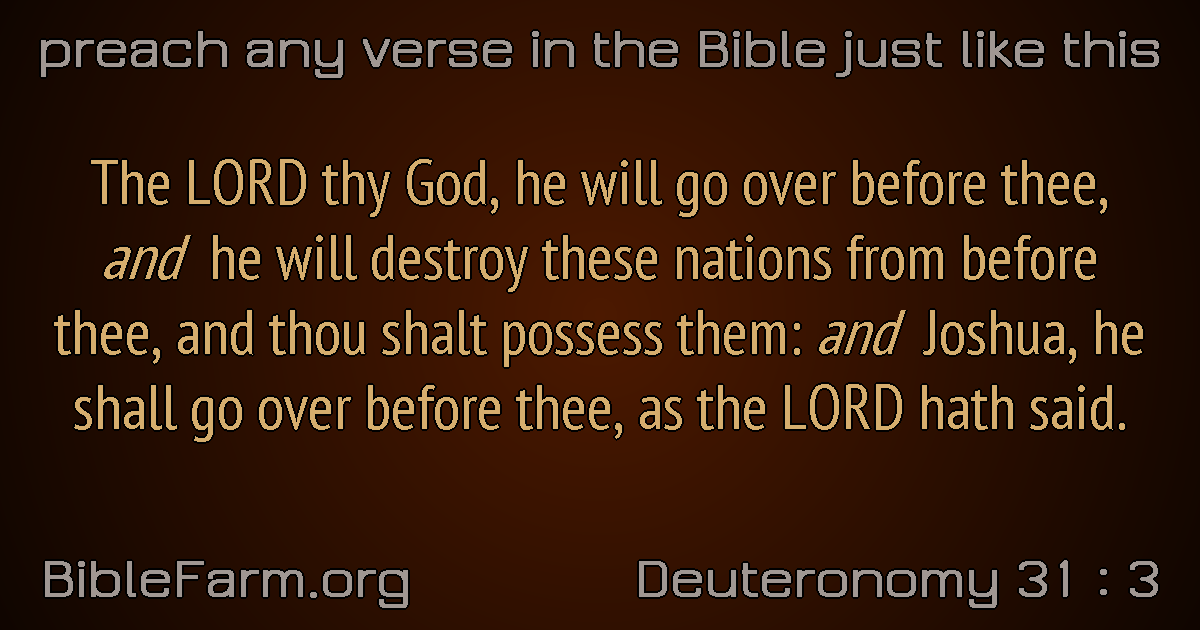 preach any verse in the Bible just like this
The LORD thy God, he will go over before thee,
and he will destroy these nations from before
thee, and thou shalt possess them: and Joshua, he
shall go over before thee, as the LORD hath said.
BibleFarm.org
Deuteronomy 31 : 3